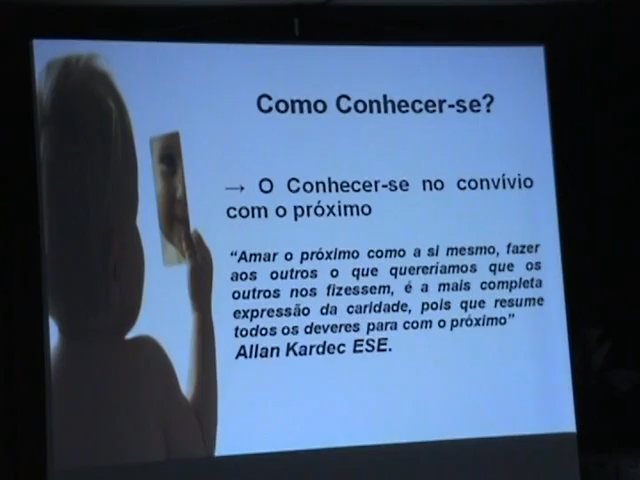 Como Conhecer-se?
→ O Conhecer-se no convívio
com o próximo
“Amar o próximo como a si mesmo, fazer
aos outros o que quereríamos que os
outros nos fizessem, é a mais completa
expressão da caridade, pois que resume
todos os deveres para com o próximo”
Allan Kardec ESE.